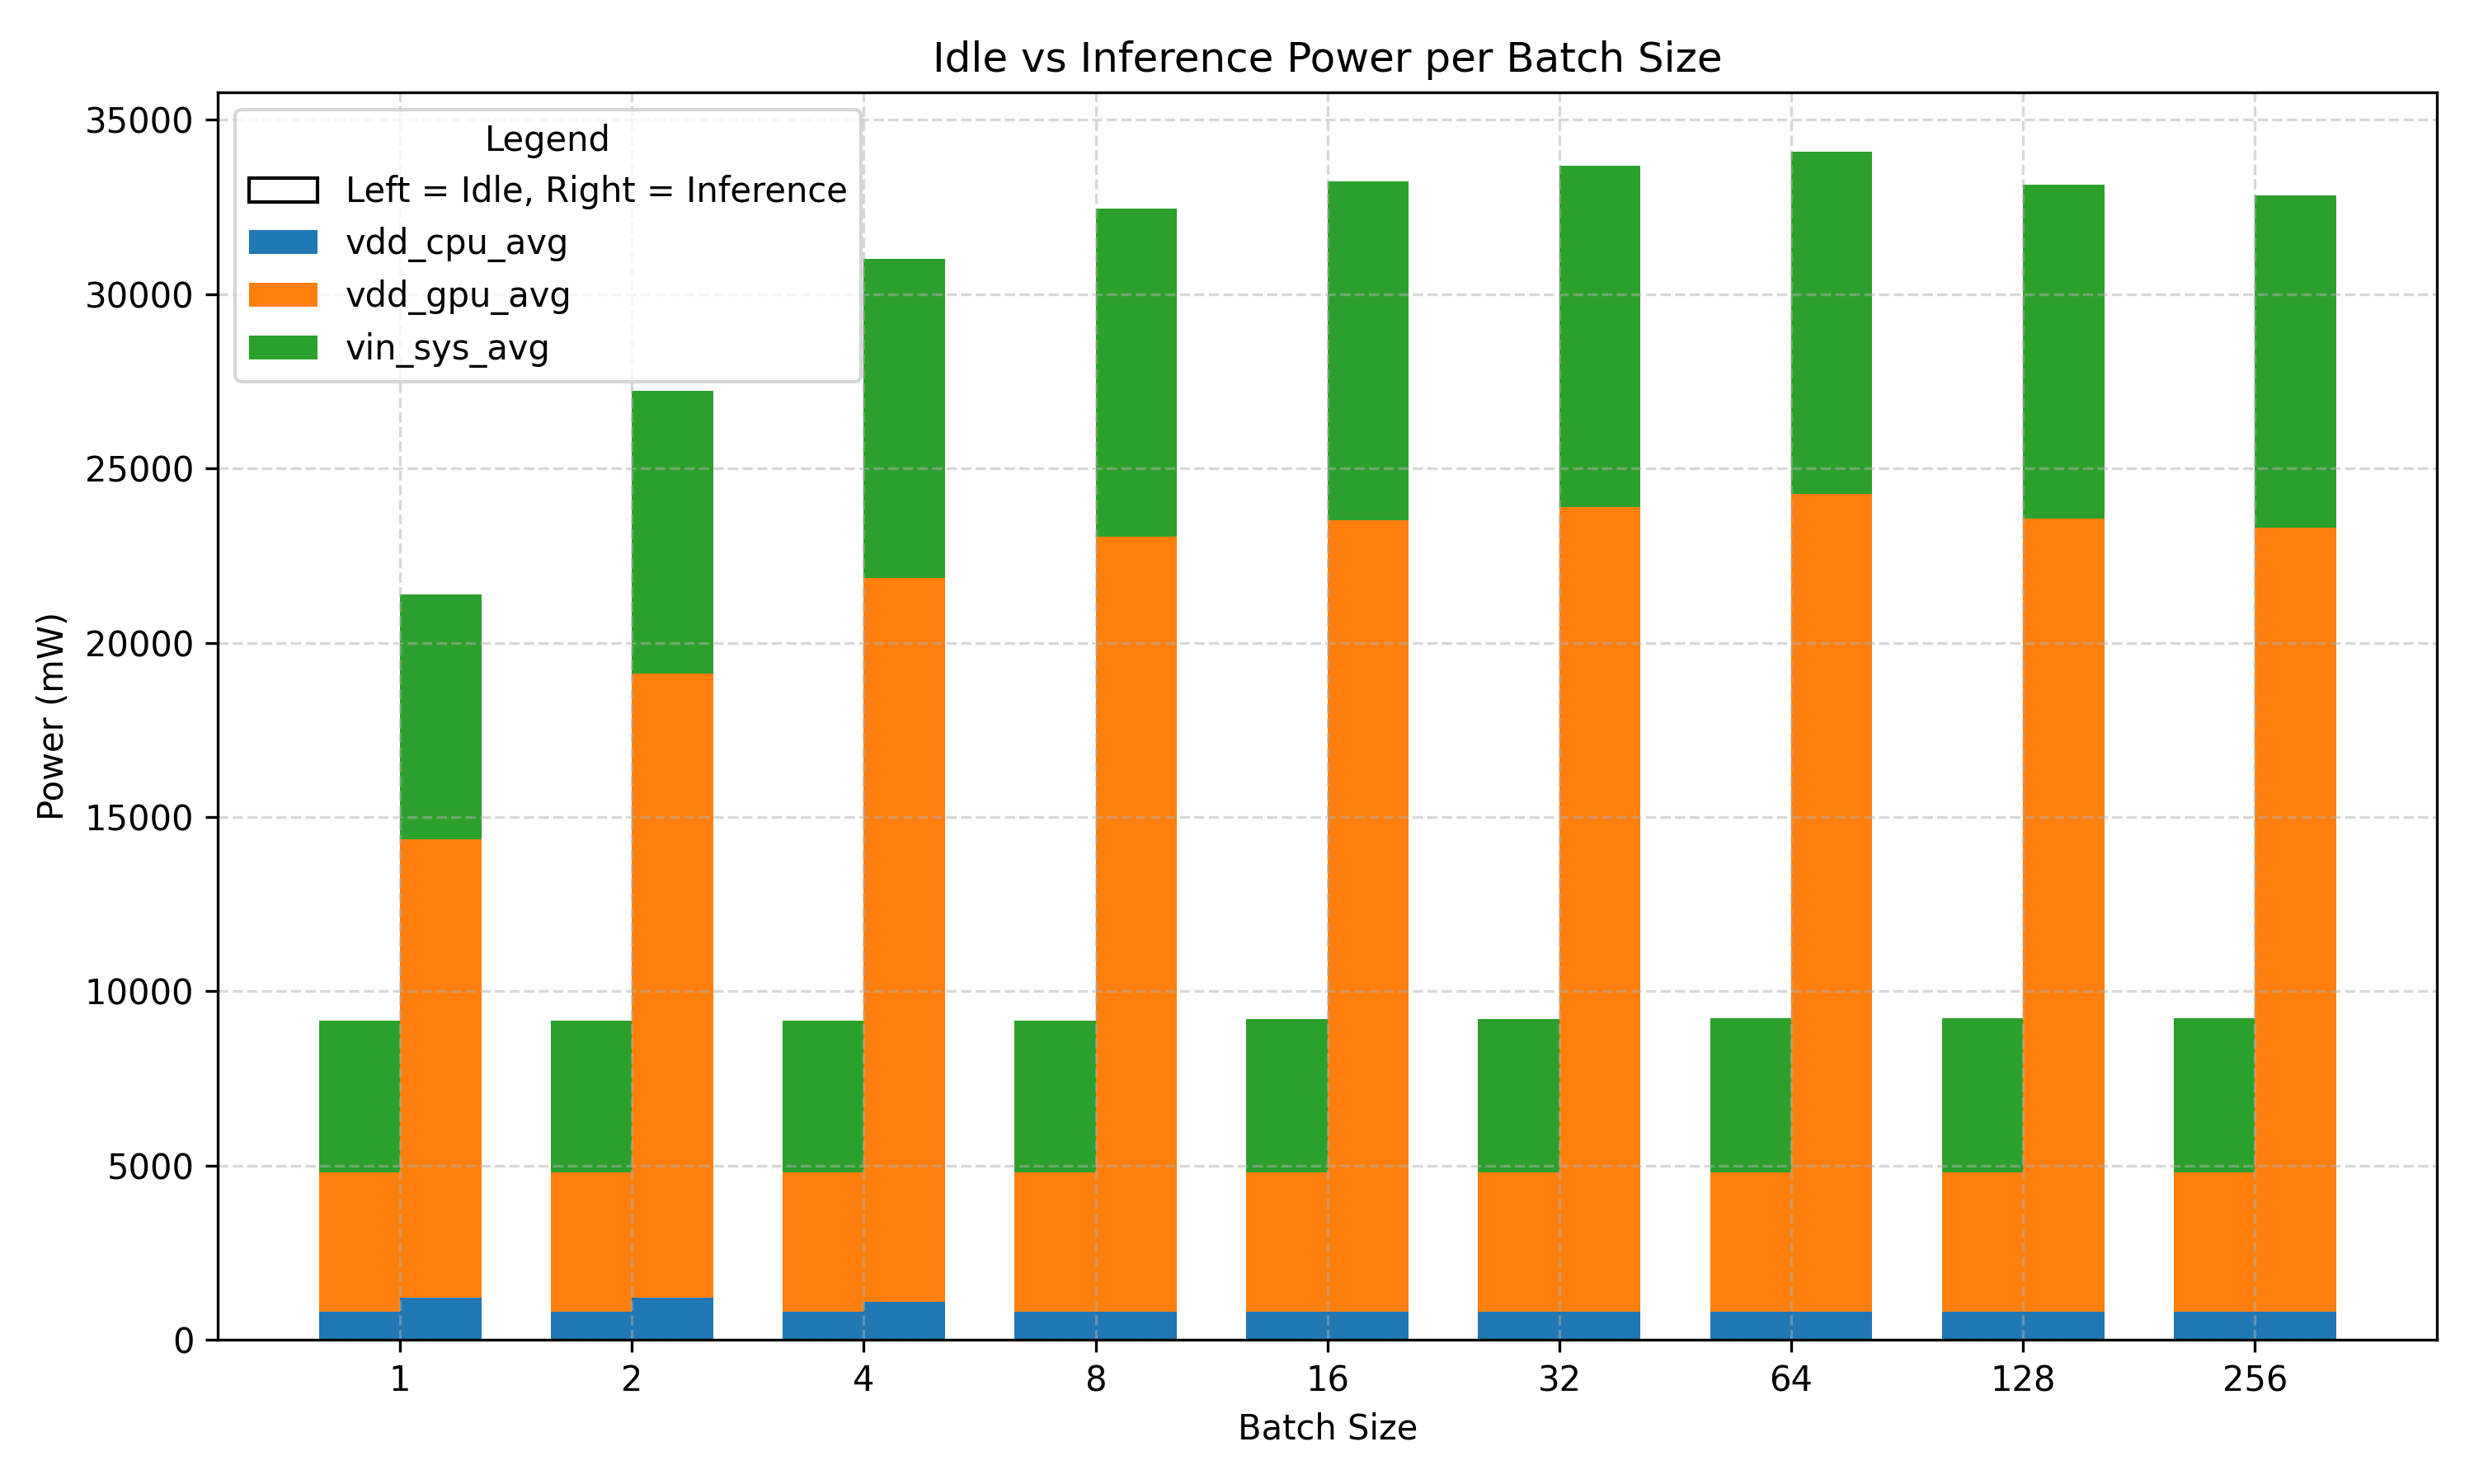 Idle vs Inference Power per Batch Size
35000
30000
25000
20000
15000
10000
5000
0
Power (mW)
Legend
Left = Idle, Right = Inference
vdd_cpu_avg
vdd_gpu_avg
vin_sys_avg
1 2 4 8 16 32 64 128 256
Batch Size